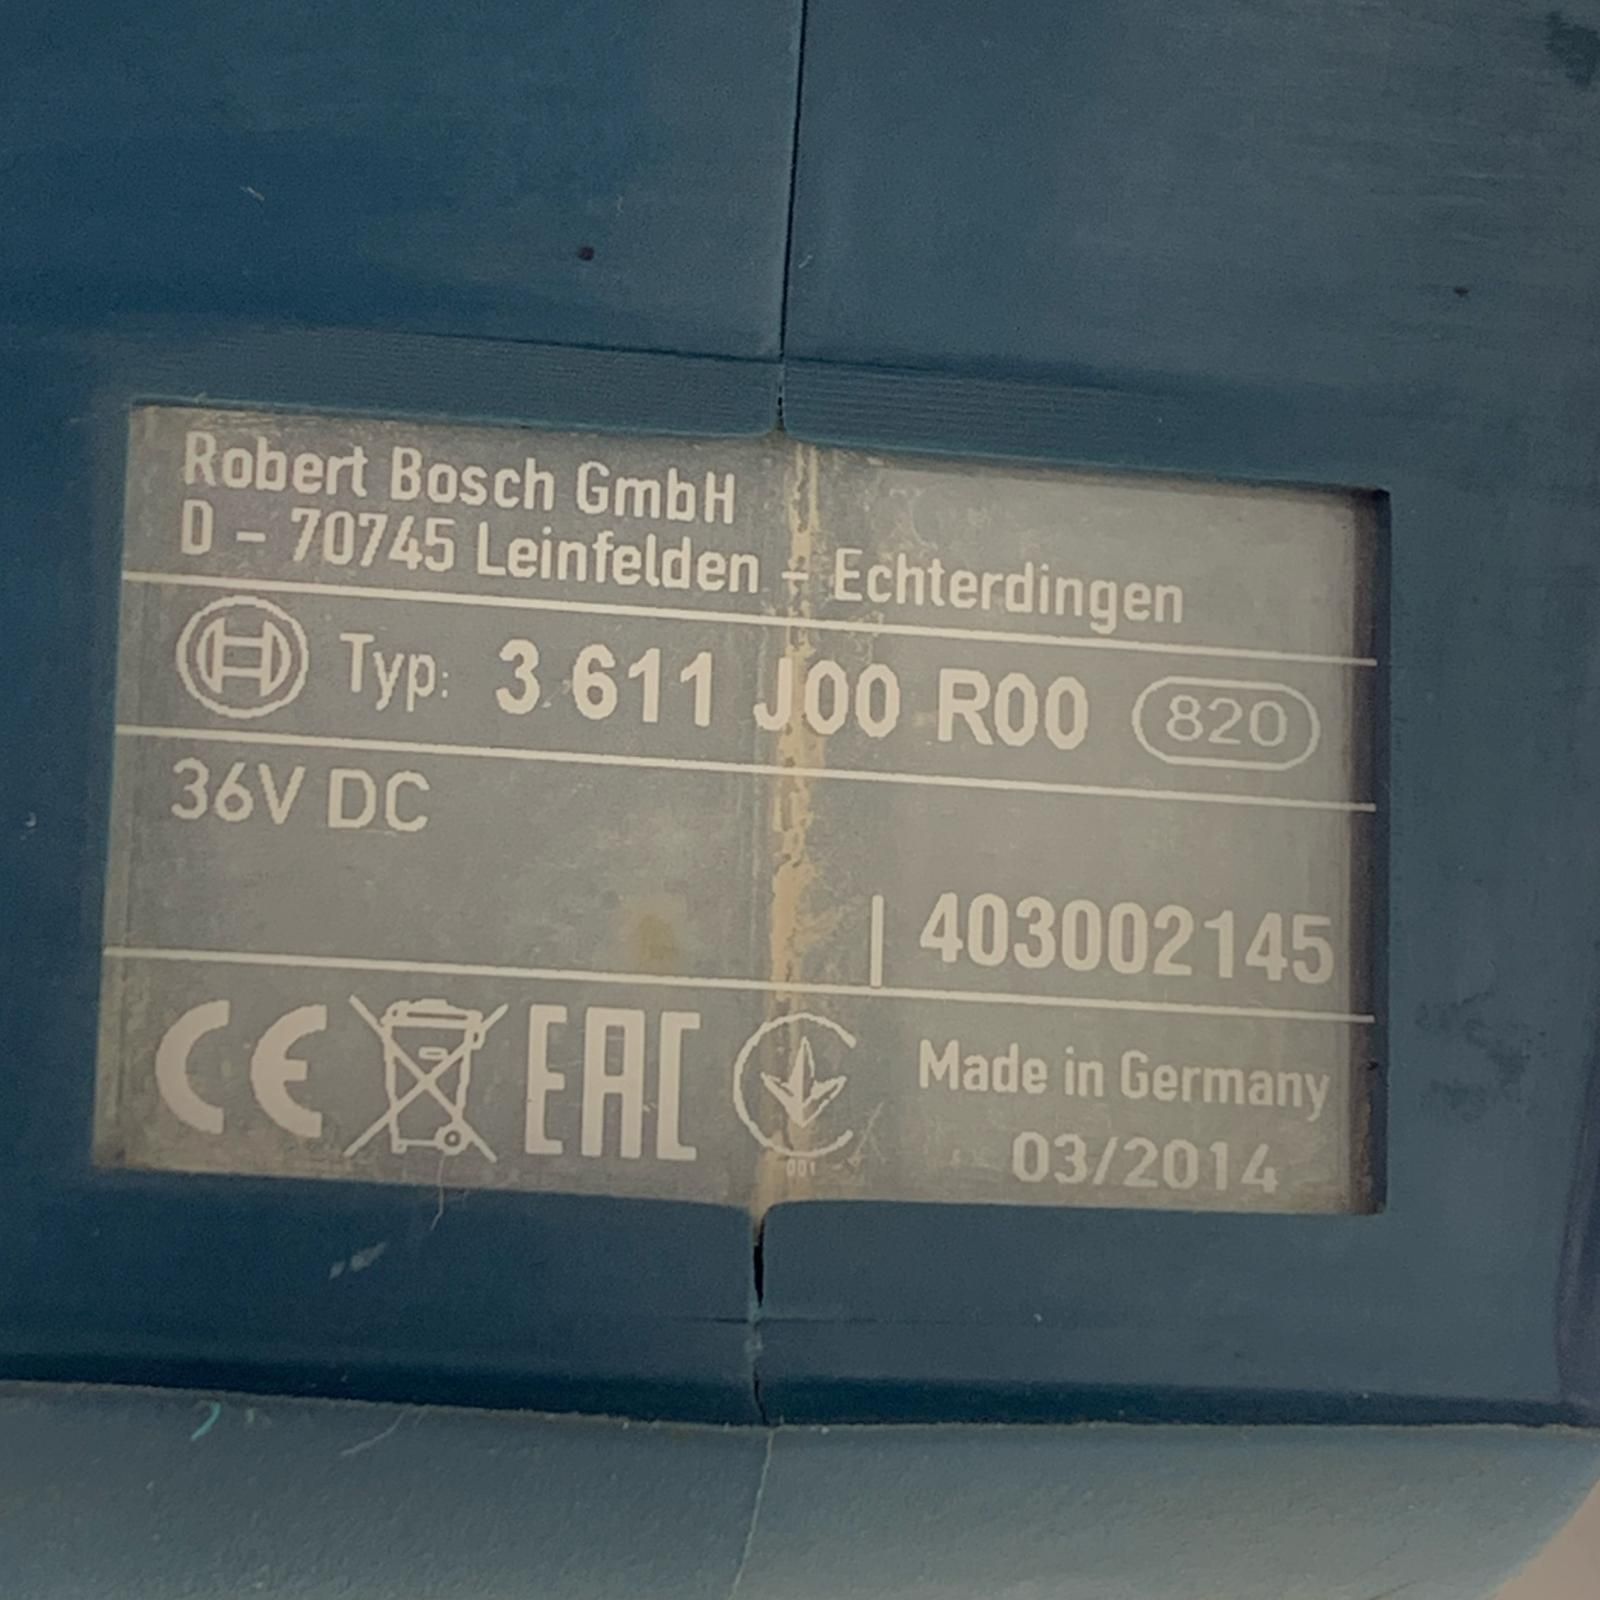 Robert Bosch GmbH
D - 70745 Leinfelden - Echterdingen
Typ: 3 611 J00 R00 820
36V DC
403002145
CE EAC Made in Germany
001 03/2014